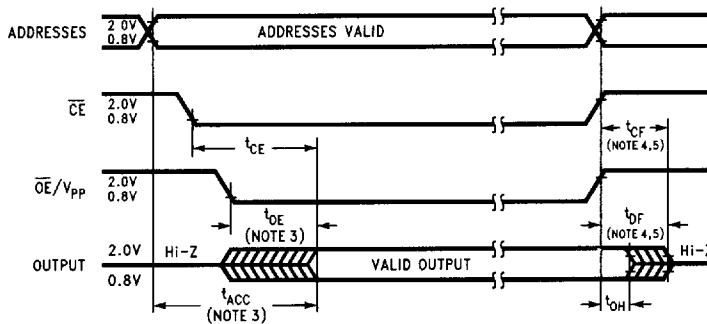 ADDRESSES
2.0V
0.8V
ADDRESSES VALID
CE
2.0V
0.8V
tCE
tCF
(NOTE 4,5)
OE/VPP
2.0V
0.8V
tOE
(NOTE 3)
tDF
(NOTE 4,5)
OUTPUT
2.0V
0.8V
Hi-Z
VALID OUTPUT
Hi-Z
tACC
(NOTE 3)
tOH